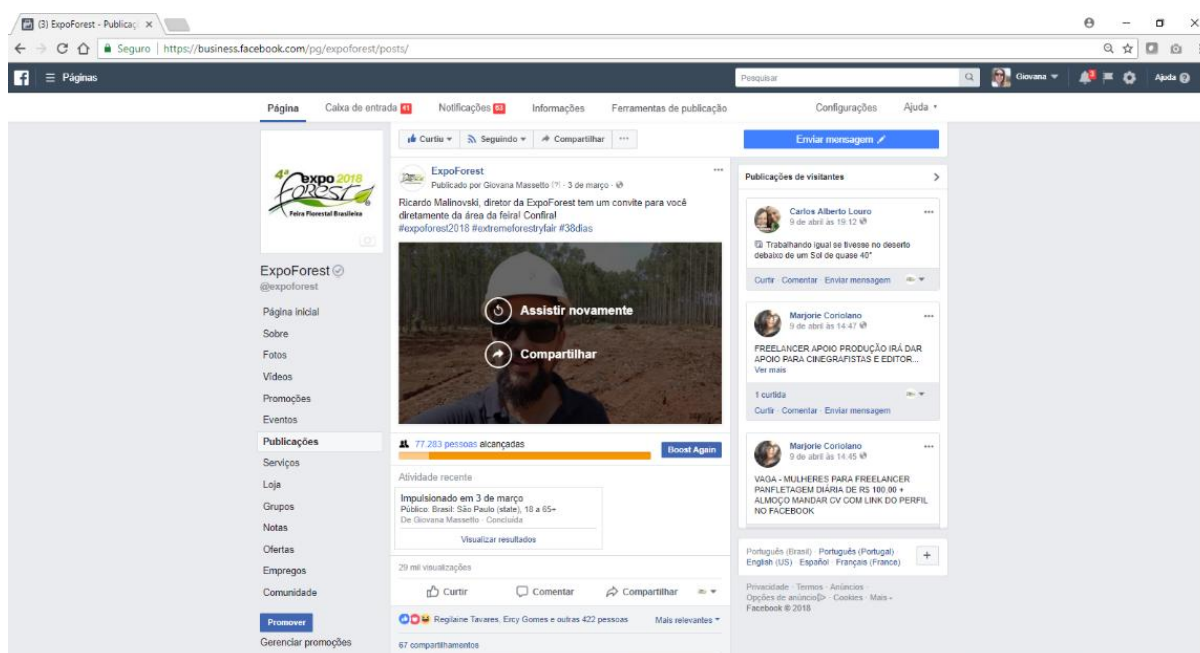 (3) ExpoForest - Publicaç
Seguro | https://business.facebook.com/pg/expoforest/posts/
Páginas
Pesquisar
Giovana
3
Ajuda
Página
Caixa de entrada 41
Notificações 53
Informações
Ferramentas de publicação
Configurações
Ajuda
4ª expo 2018
FOREST
Feira Florestal Brasileira
ExpoForest
@expoforest
Página inicial
Sobre
Fotos
Vídeos
Promoções
Eventos
Publicações
Serviços
Loja
Grupos
Notas
Ofertas
Empregos
Comunidade
Promover
Gerenciar promoções
Curtiu
Seguindo
Compartilhar
ExpoForest
Publicado por Giovana Massetto [?] · 3 de março ·
Ricardo Malinovski, diretor da ExpoForest tem um convite para você
diretamente da área da feira! Confira!
#expoforest2018 #extremeforestryfair #38dias
Assistir novamente
Compartilhar
77.283 pessoas alcançadas
Boost Again
Atividade recente
Impulsionado em 3 de março
Público: Brasil: São Paulo (state), 18 a 65+
De Giovana Massetto · Concluída
Visualizar resultados
29 mil visualizações
Curtir
Comentar
Compartilhar
Regilaine Tavares, Ercy Gomes e outras 422 pessoas
Mais relevantes
67 compartilhamentos
Enviar mensagem
Publicações de visitantes
Carlos Alberto Louro
9 de abril às 19:12
Trabalhando igual se tivesse no deserto
debaixo de um Sol de quase 40°
Curtir · Comentar · Enviar mensagem
Marjorie Coriolano
9 de abril às 14:47
FREELANCER APOIO PRODUÇÃO IRÁ DAR
APOIO PARA CINEGRAFISTAS E EDITOR...
Ver mais
1 curtida
Curtir · Comentar · Enviar mensagem
Marjorie Coriolano
9 de abril às 14:45
VAGA - MULHERES PARA FREELANCER
PANFLETAGEM DIÁRIA DE R$ 100,00 +
ALMOÇO MANDAR CV COM LINK DO PERFIL
NO FACEBOOK
Português (Brasil) · Português (Portugal) ·
English (US) · Español · Français (France)
Privacidade · Termos · Anúncios ·
Opções de anúncio · Cookies · Mais
Facebook © 2018